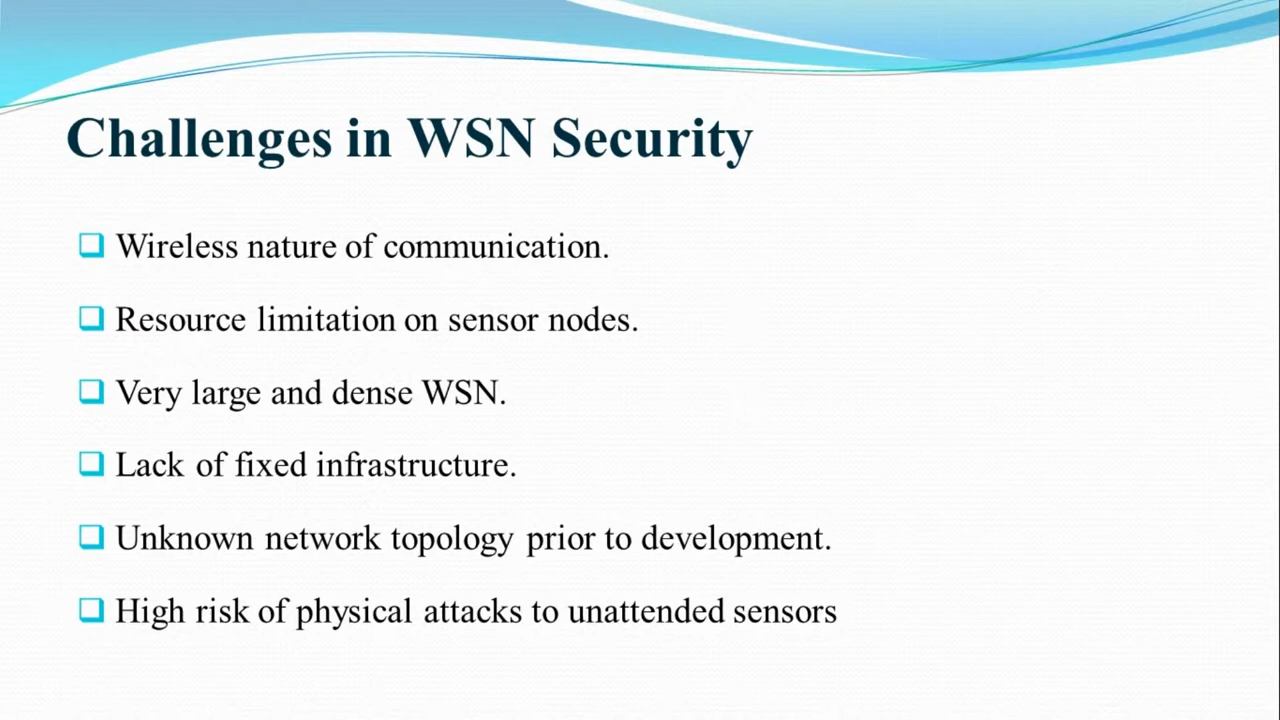 Challenges in WSN Security
Wireless nature of communication.
Resource limitation on sensor nodes.
Very large and dense WSN.
Lack of fixed infrastructure.
Unknown network topology prior to development.
High risk of physical attacks to unattended sensors